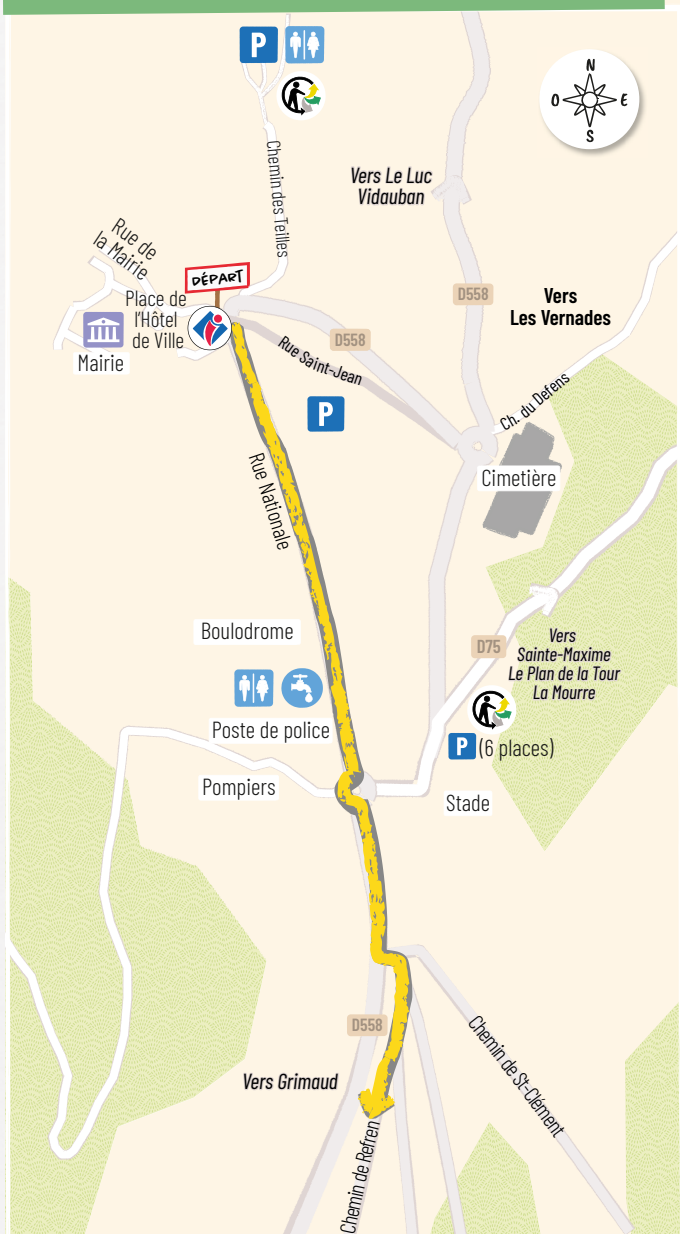 P
N
O E
S
Chemin des Teilles
Vers Le Luc
Vidauban
Rue de
la Mairie
DÉPART
Place de
l'Hôtel
de Ville
Mairie
D558
Vers
Les Vernades
D558
Rue Saint-Jean
P
Ch. du Defens
Rue Nationale
Cimetière
Boulodrome
D75
Vers
Sainte-Maxime
Le Plan de la Tour
La Mourre
Poste de police
P (6 places)
Pompiers
Stade
D558
Chemin de St-Clément
Vers Grimaud
Chemin de Refren